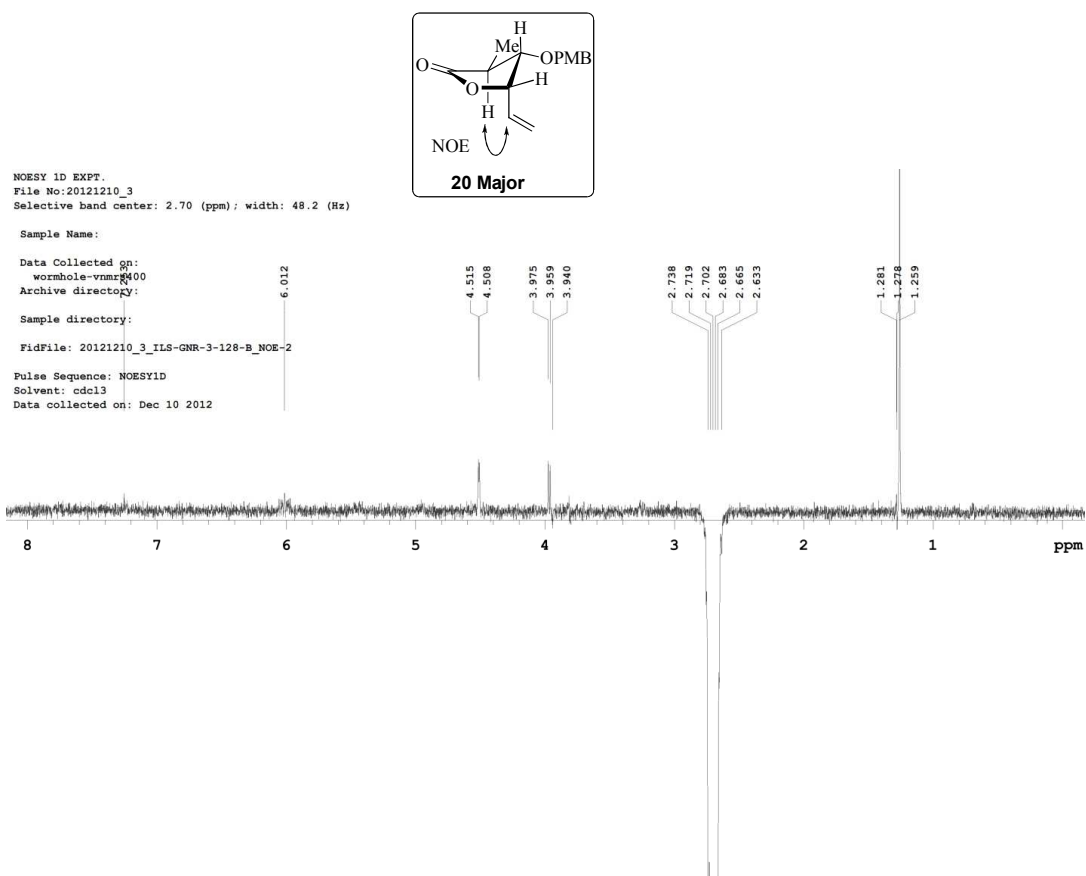 H
Me
OPMB
O
H
O
H
NOE
20 Major
NOESY 1D EXPT.
File No:20121210_3
Selective band center: 2.70 (ppm); width: 48.2 (Hz)
Sample Name:
Data Collected on:
Archive directory:
Sample directory:
FidFile: 20121210_3_ILS-GNR-3-128-B_NOE-2
Pulse Sequence: NOESY1D
Solvent: cdcl3
Data collected on: Dec 10 2012
6.012
4.515
4.508
3.975
3.959
3.940
2.738
2.719
2.702
2.683
2.665
2.633
1.281
1.278
1.259
8 7 6 5 4 3 2 1 ppm